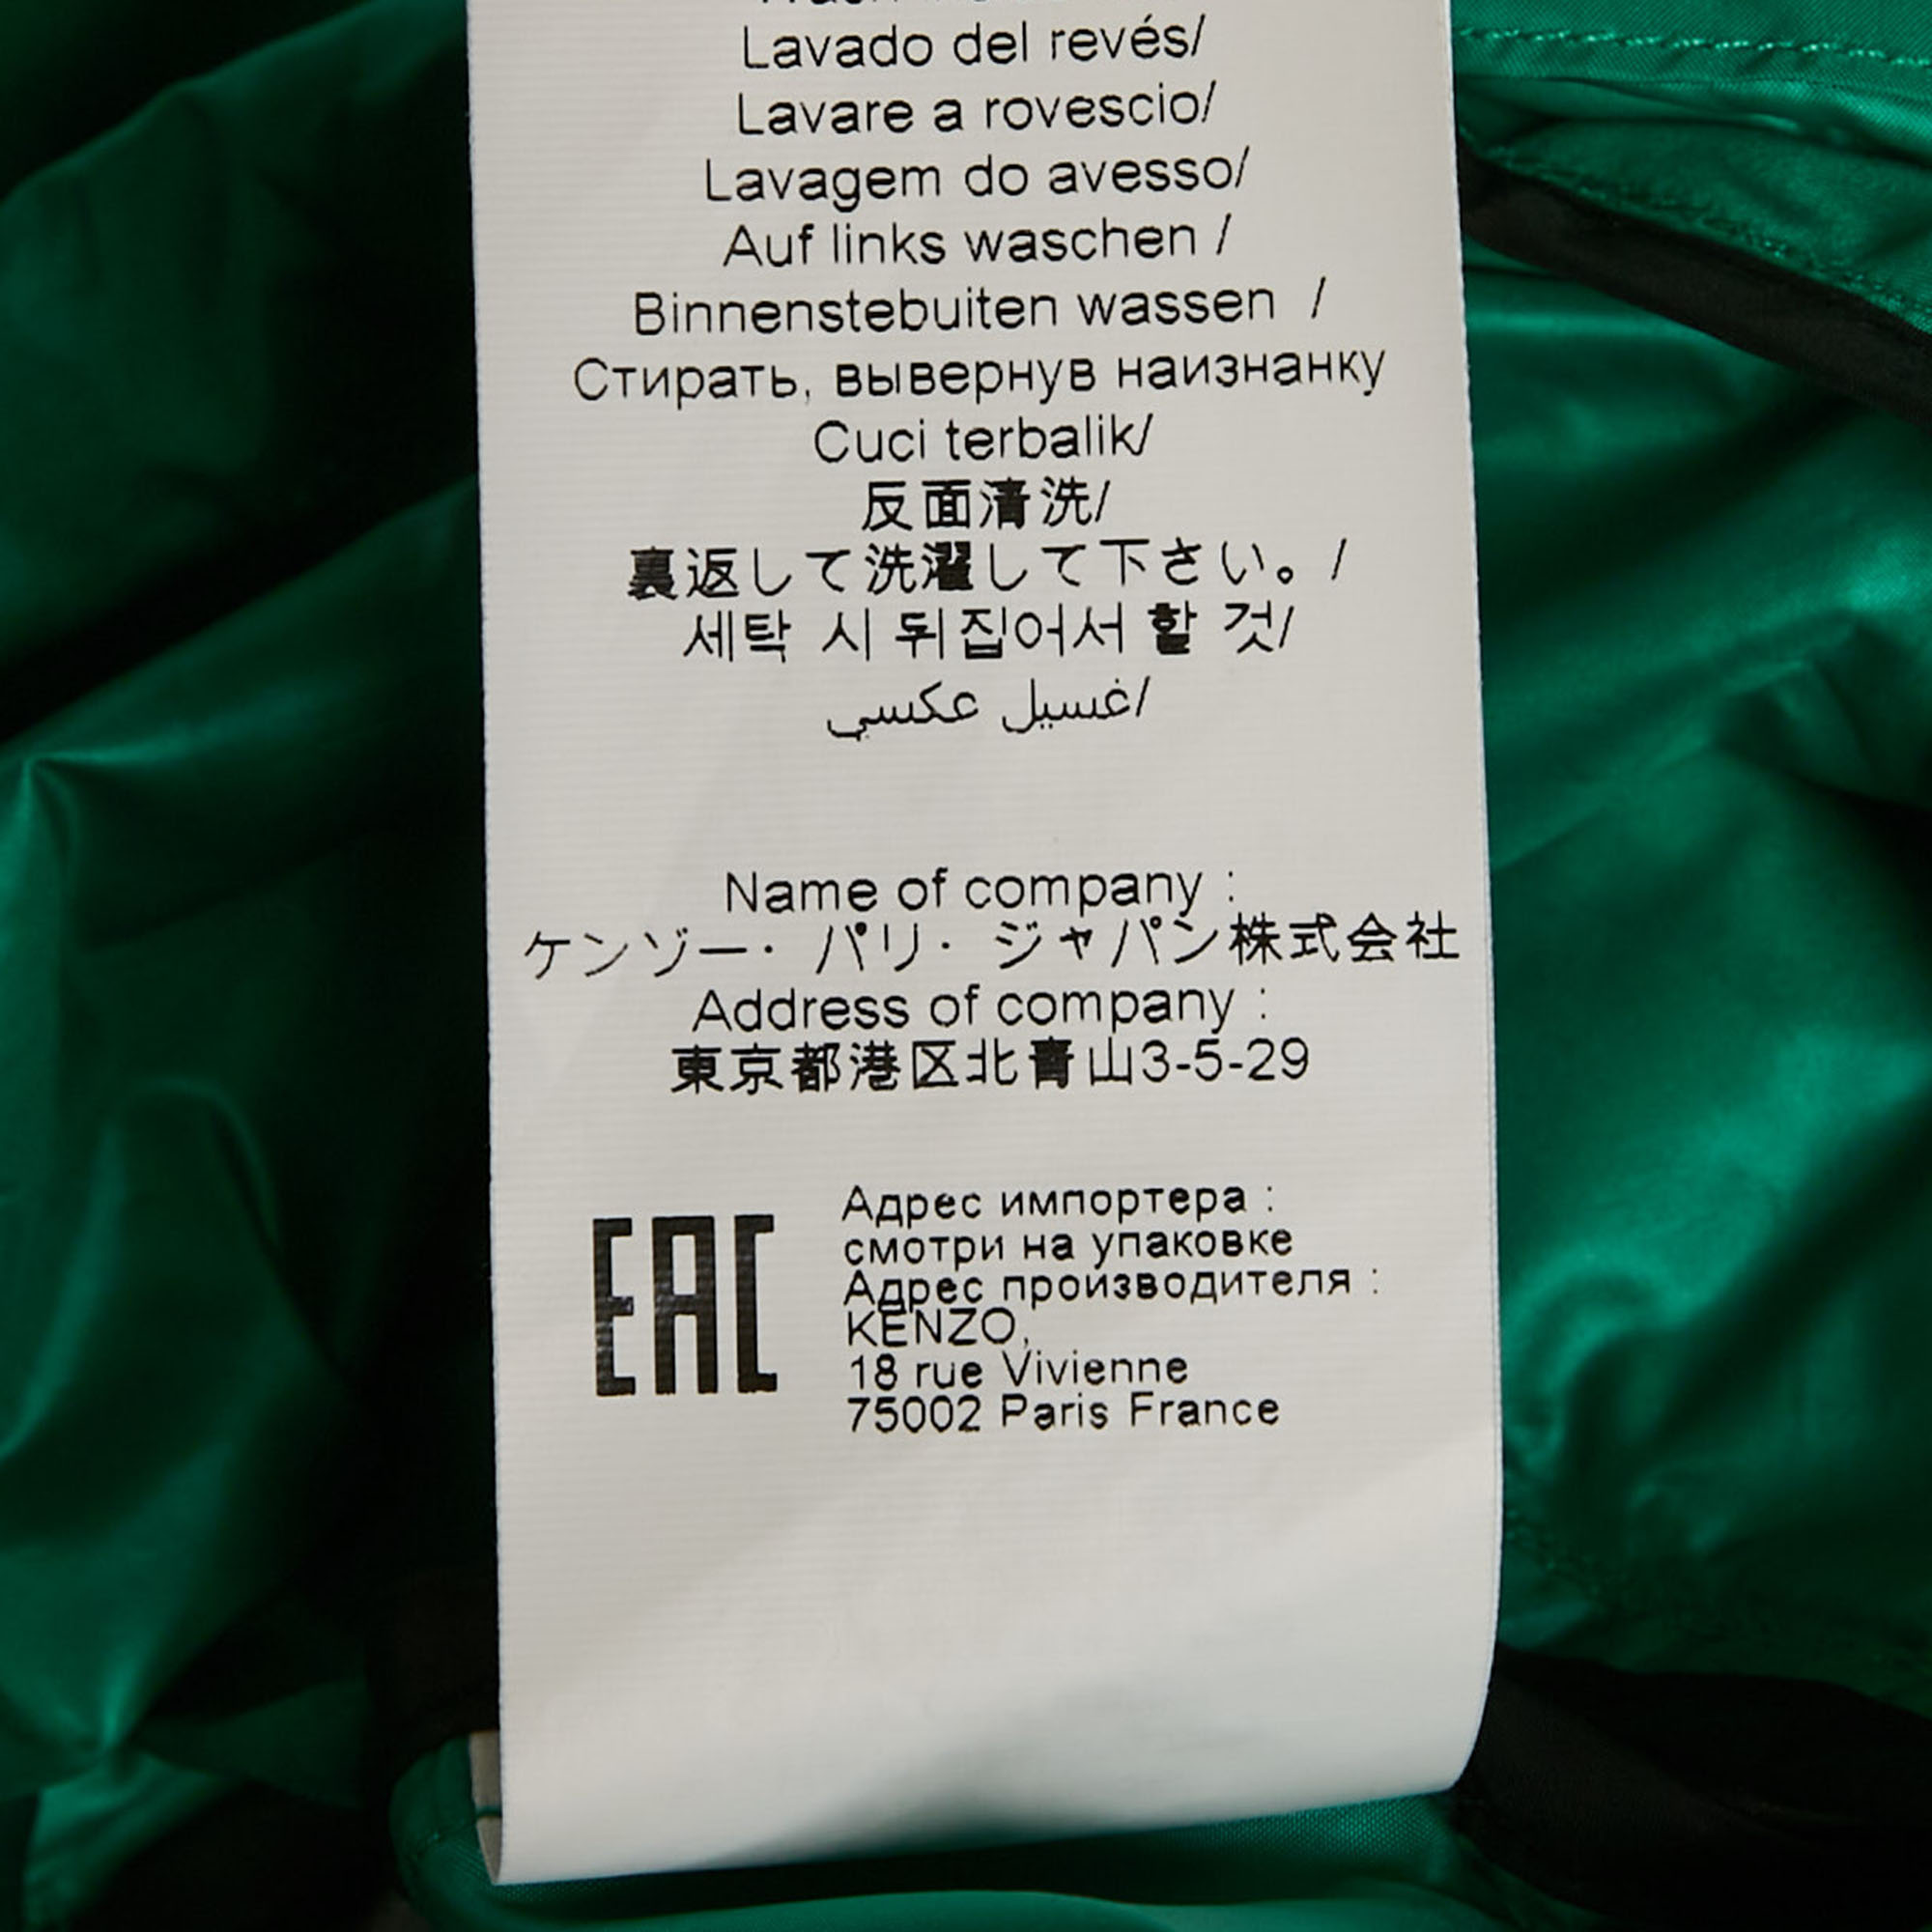 Lavado del revés/
Lavare a rovescio/
Lavagem do avesso/
Auf links waschen /
Binnenstebuiten wassen /
Стирать, вывернув наизнанку
Cuci terbalik/
反面清洗/
裏返して洗濯して下さい。/
세탁 시 뒤집어서 할 것/
غسيل عكسي/
Name of company :
ケンゾー· パリ· ジャパン株式会社
Address of company :
東京都港区北青山3-5-29
EAC
Адрес импортера :
смотри на упаковке
Адрес производителя :
KENZO,
18 rue Vivienne
75002 Paris France